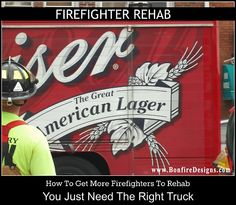 FIREFIGHTER REHAB
iser
The Great
American Lager
RY
www.BonfireDesigns.com
How To Get More Firefighters To Rehab
You Just Need The Right Truck